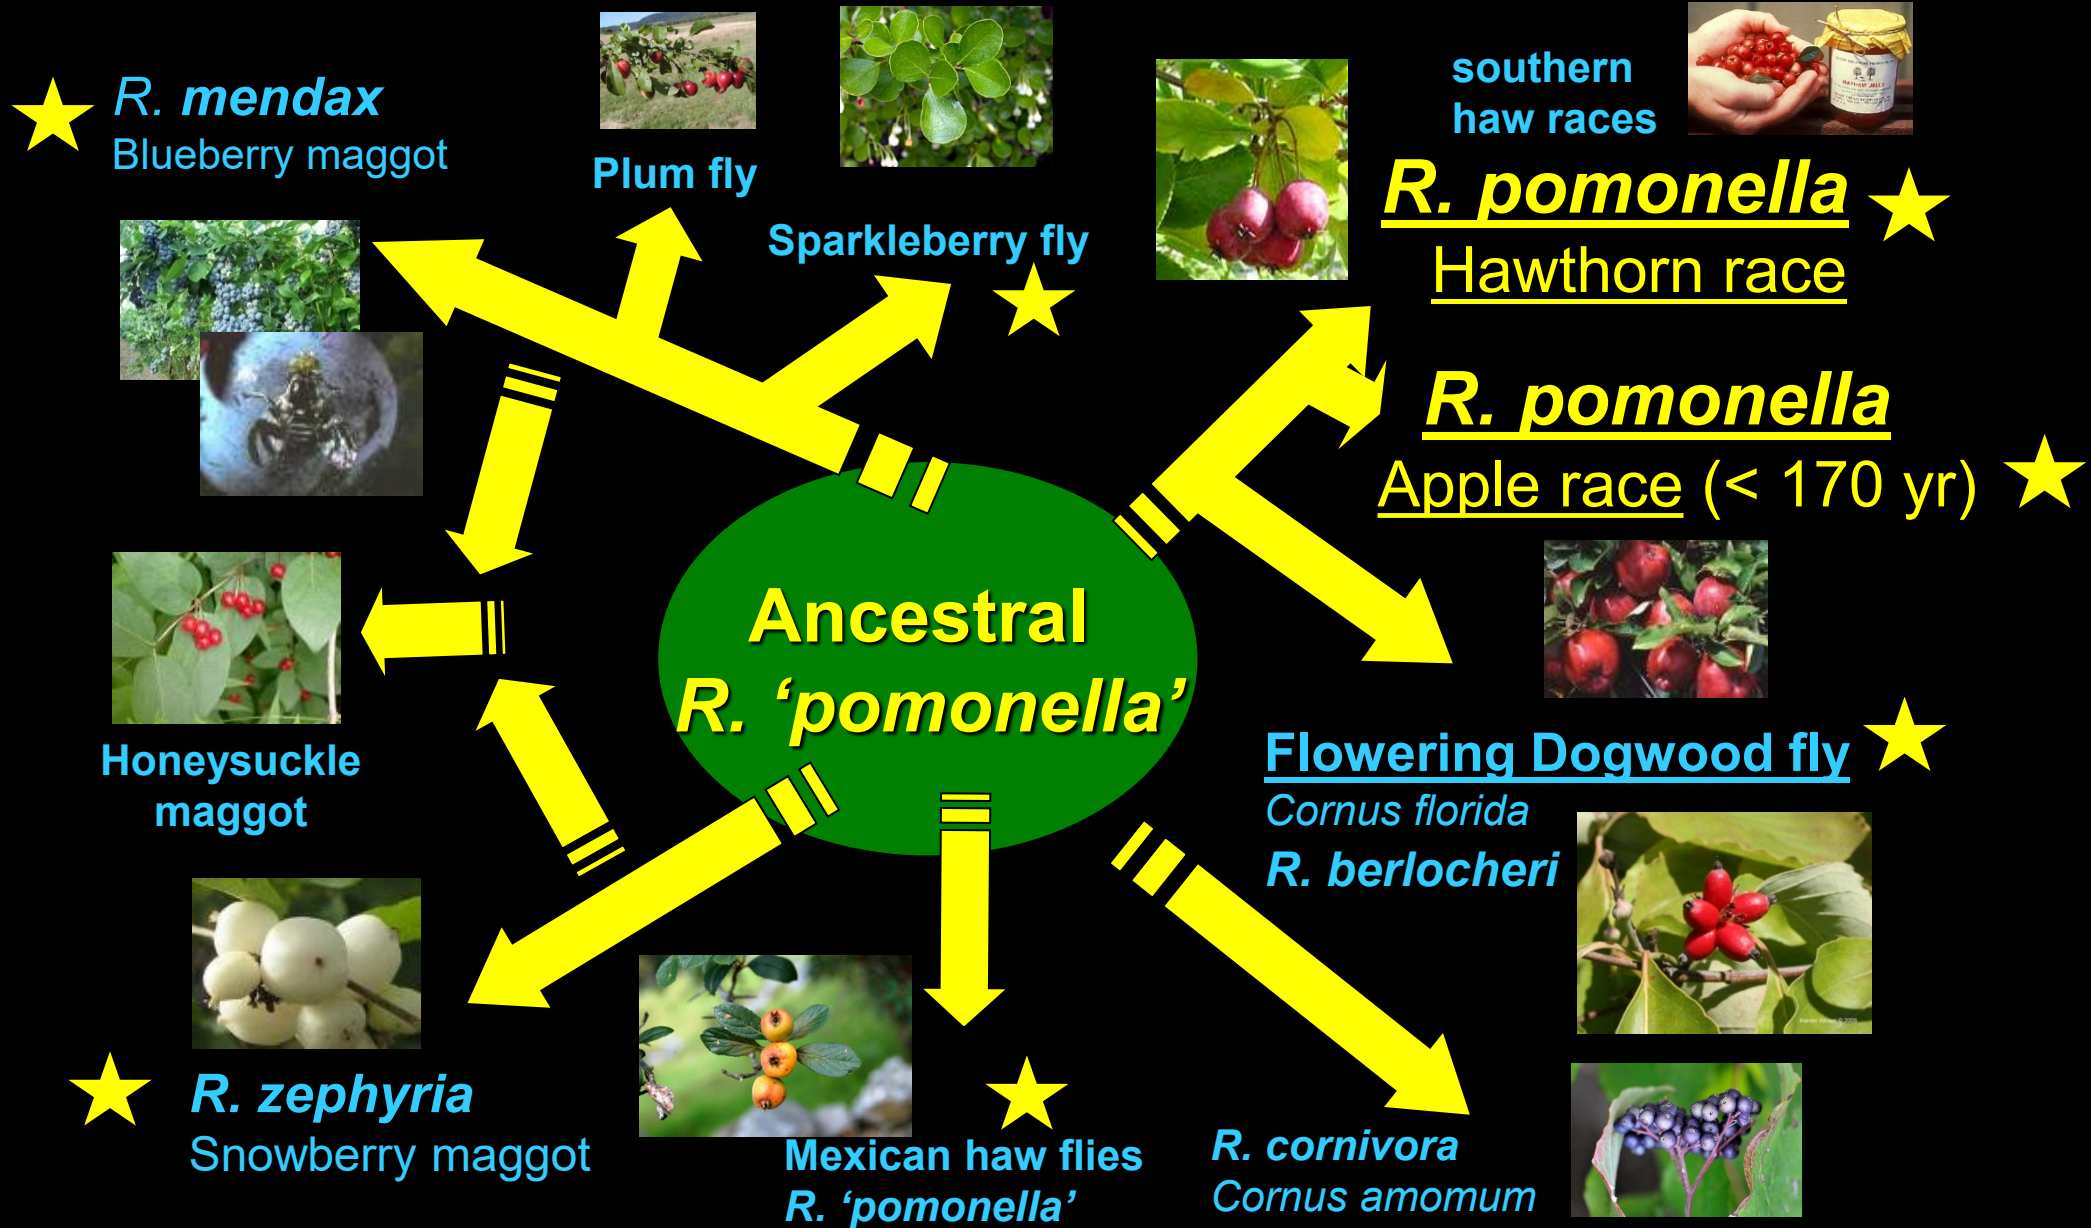 R. mendax
Blueberry maggot
Plum fly
Sparkleberry fly
southern
haw races
R. pomonella
Hawthorn race
R. pomonella
Apple race (< 170 yr)
Ancestral
R. ‘pomonella’
Honeysuckle
maggot
Flowering Dogwood fly
Cornus florida
R. berlocheri
R. zephyria
Snowberry maggot
Mexican haw flies
R. ‘pomonella’
R. cornivora
Cornus amomum